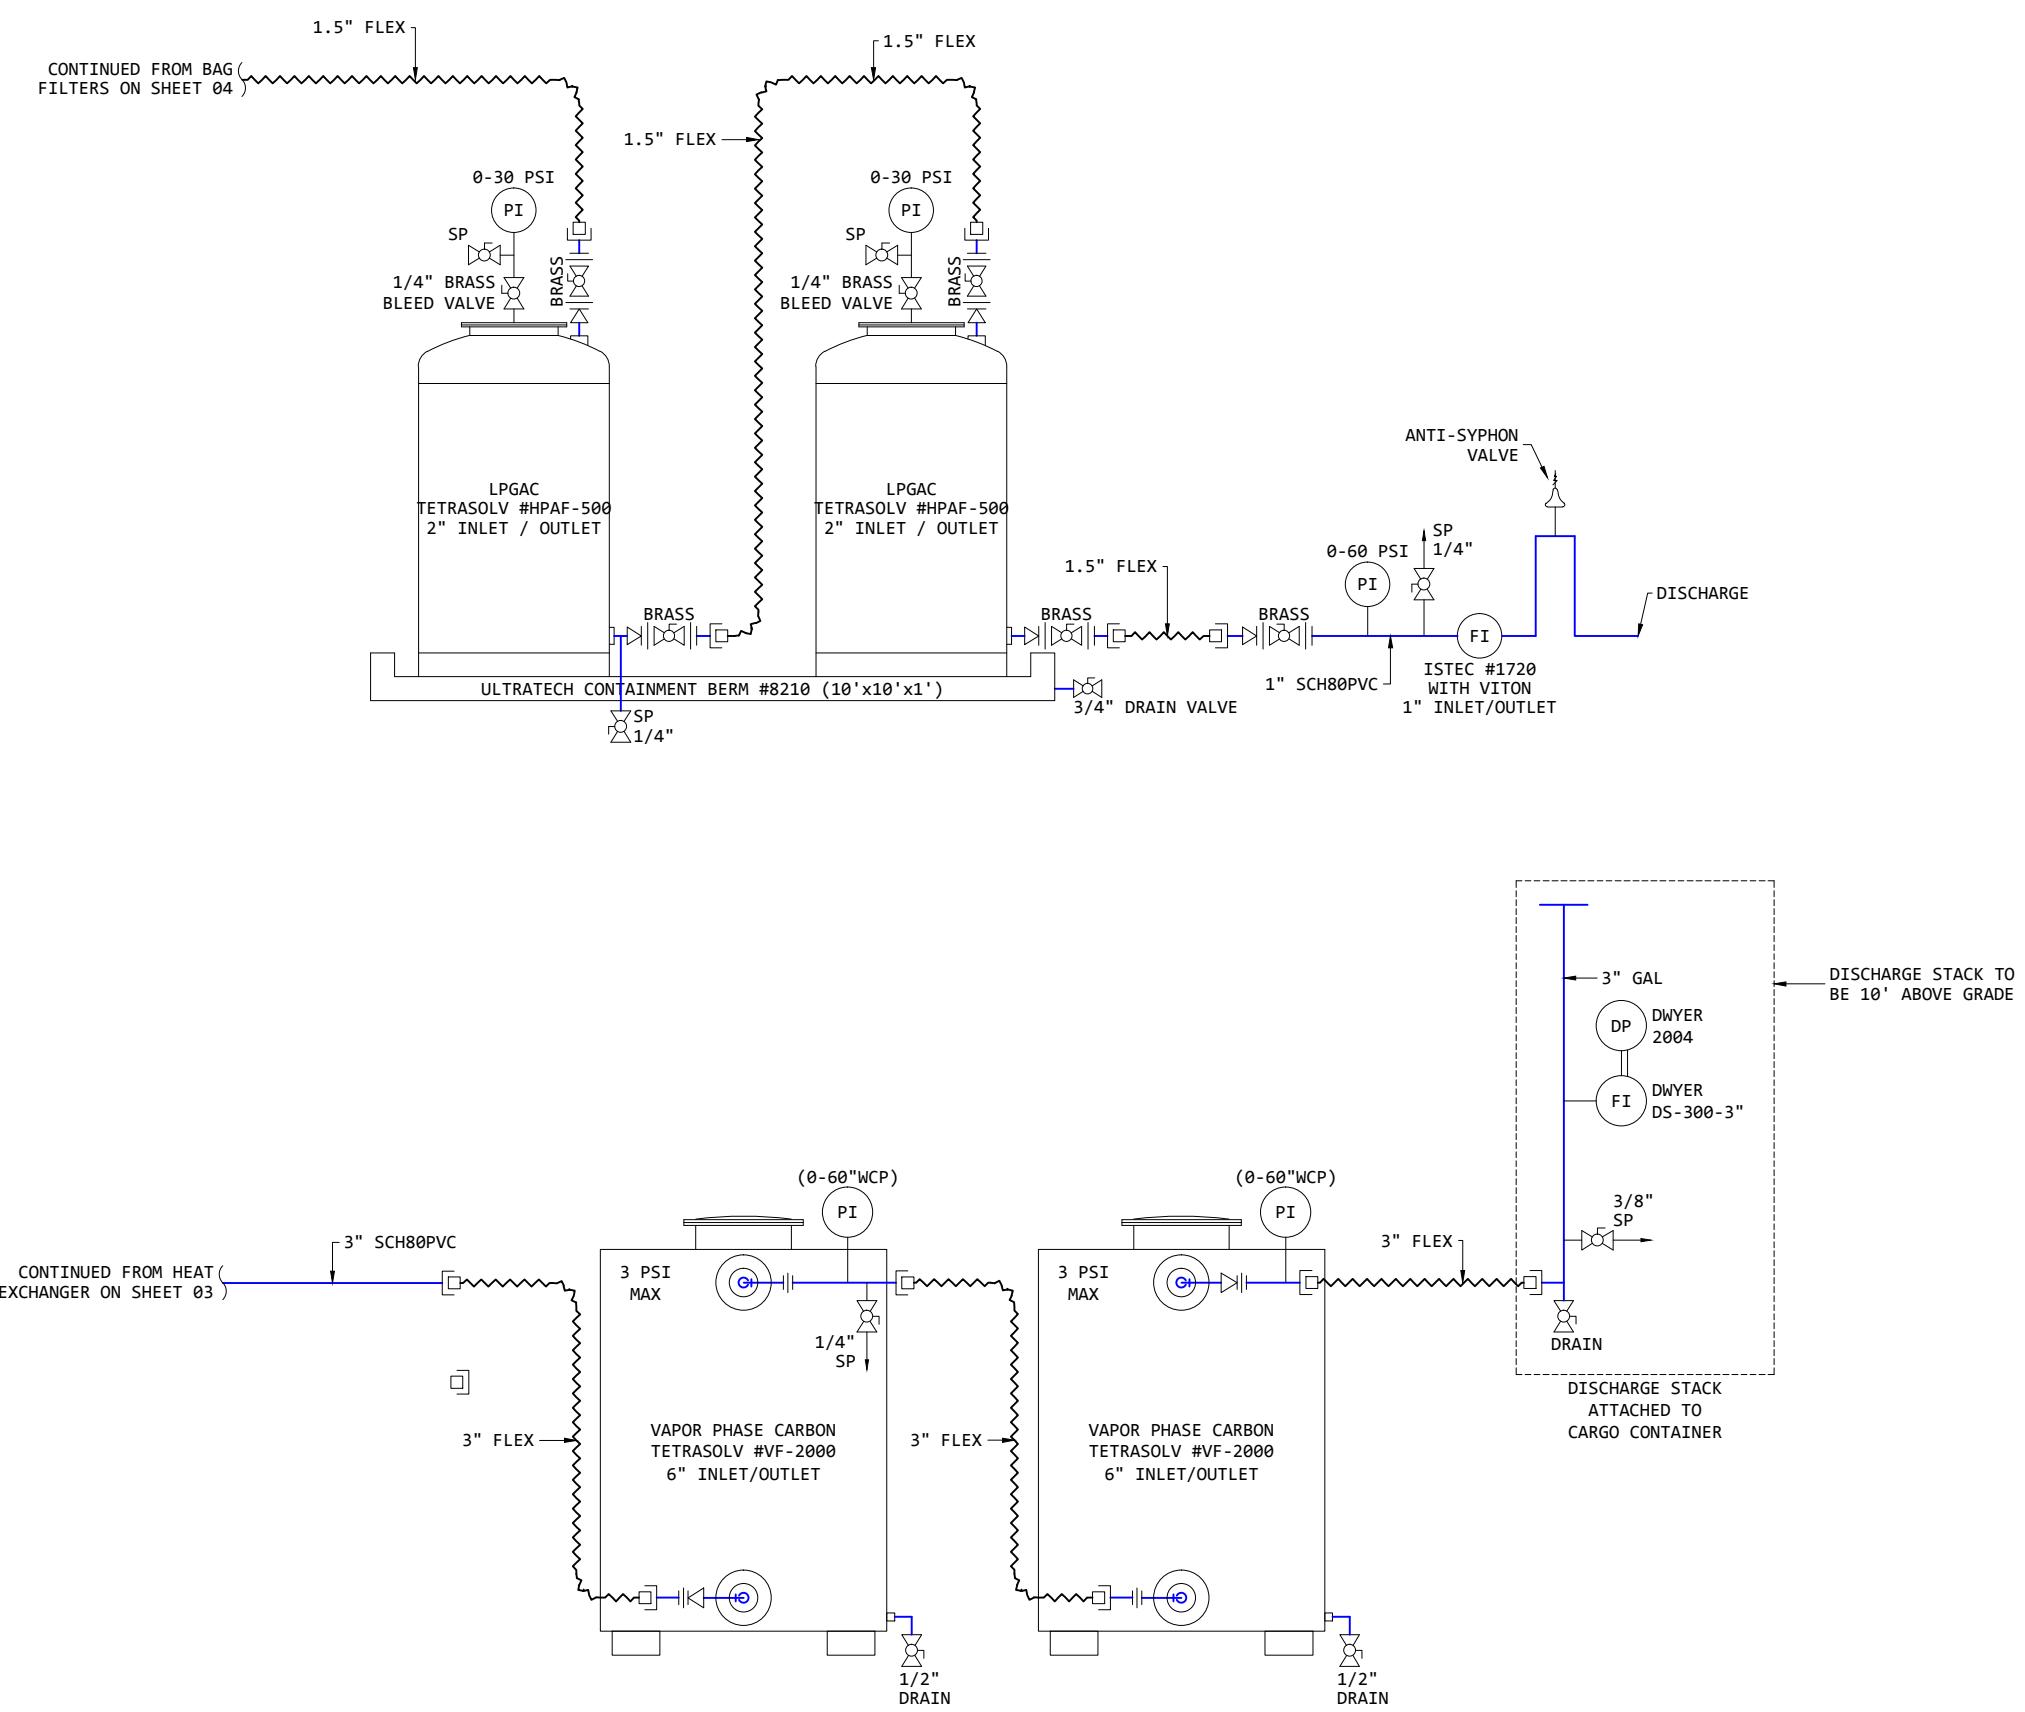 1.5" FLEX
1.5" FLEX
CONTINUED FROM BAG
FILTERS ON SHEET 04
1.5" FLEX
0-30 PSI
PI
SP
1/4" BRASS
BLEED VALVE
BRASS
0-30 PSI
PI
SP
1/4" BRASS
BLEED VALVE
BRASS
LPGAC
TETRASOLV #HPAF-500
2" INLET / OUTLET
LPGAC
TETRASOLV #HPAF-500
2" INLET / OUTLET
ANTI-SYPHON
VALVE
SP
1/4"
0-60 PSI
PI
1.5" FLEX
DISCHARGE
BRASS
BRASS
BRASS
FI
ISTEC #1720
WITH VITON
1" INLET/OUTLET
1" SCH80PVC
ULTRATECH CONTAINMENT BERM #8210 (10'x10'x1')
3/4" DRAIN VALVE
SP
1/4"
3" GAL
DISCHARGE STACK TO
BE 10' ABOVE GRADE
DP
DWYER
2004
FI
DWYER
DS-300-3"
3/8"
SP
(0-60"WCP)
PI
(0-60"WCP)
PI
3" SCH80PVC
3" FLEX
CONTINUED FROM HEAT
EXCHANGER ON SHEET 03
3 PSI
MAX
3 PSI
MAX
1/4"
SP
DRAIN
DISCHARGE STACK
ATTACHED TO
CARGO CONTAINER
3" FLEX
VAPOR PHASE CARBON
TETRASOLV #VF-2000
6" INLET/OUTLET
3" FLEX
VAPOR PHASE CARBON
TETRASOLV #VF-2000
6" INLET/OUTLET
1/2"
DRAIN
1/2"
DRAIN